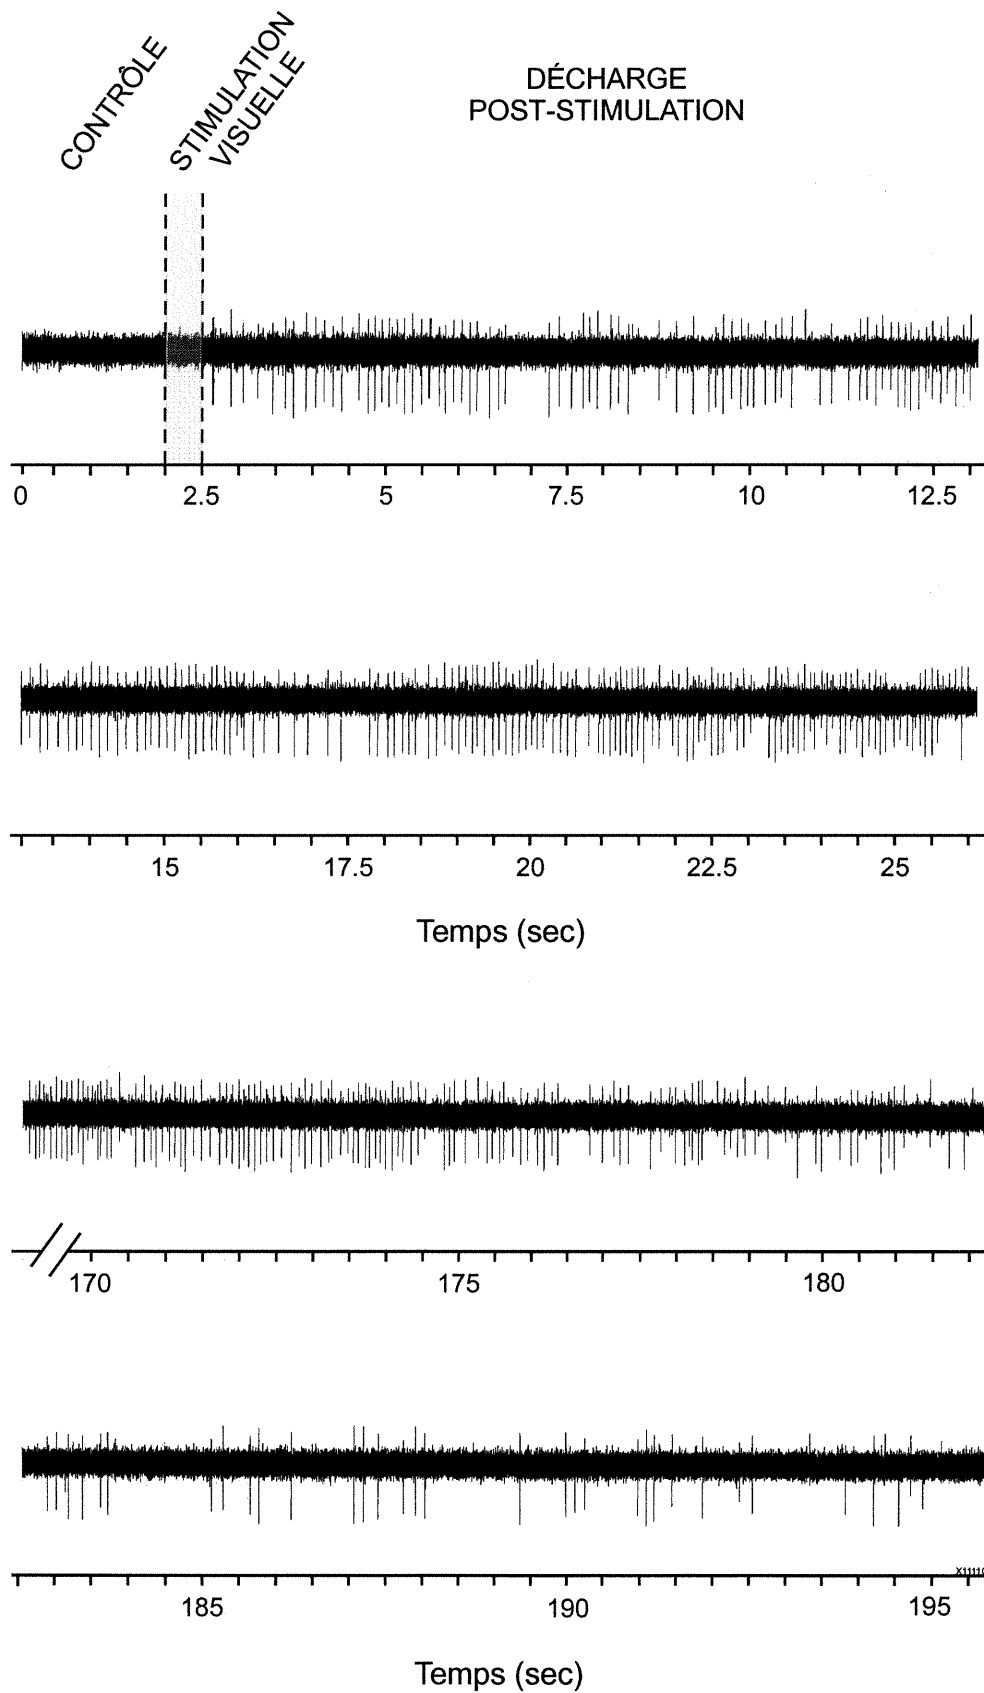 CONTRÔLE
STIMULATION
VISUELLE
DÉCHARGE
POST-STIMULATION
0 2.5 5 7.5 10 12.5
15 17.5 20 22.5 25
Temps (sec)
170 175 180
185 190 195
Temps (sec)